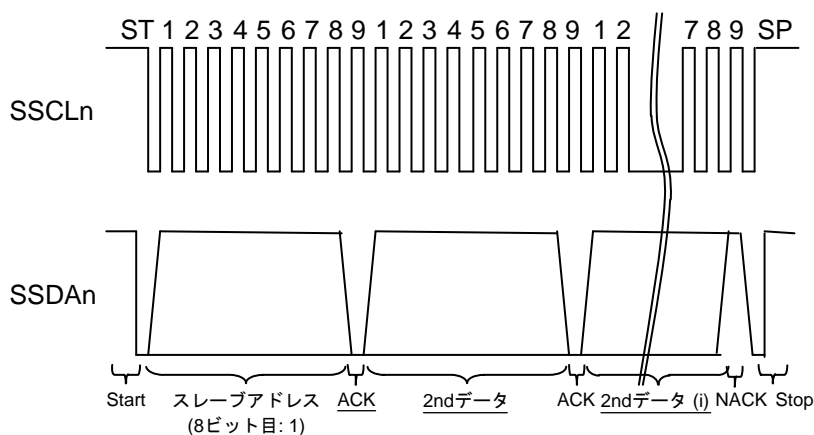 ST 1 2 3 4 5 6 7 8 9 1 2 3 4 5 6 7 8 9 1 2 7 8 9 SP
SSCLn
SSDAn
Start スレーブアドレス ACK 2ndデータ ACK 2ndデータ (i) NACK Stop
(8ビット目: 1)